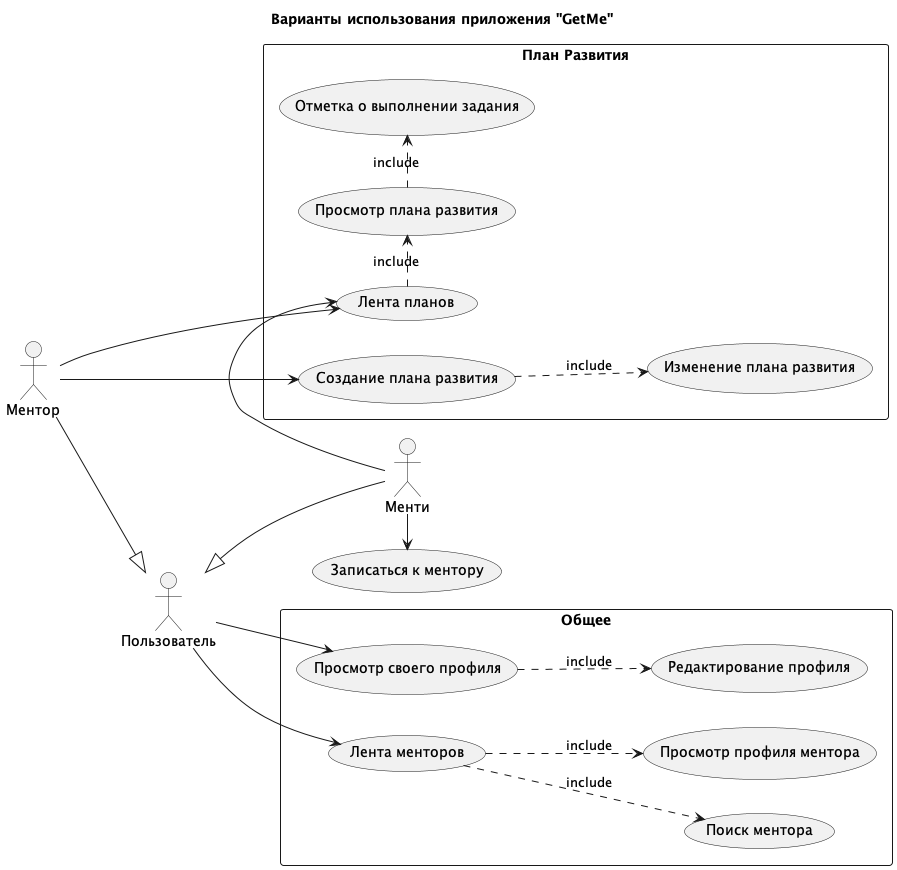 Варианты использования приложения "GetMe"
План Развития
Отметка о выполнении задания
include
Просмотр плана развития
include
Лента планов
Создание плана развития
include
Изменение плана развития
Ментор
Менти
Записаться к ментору
Пользователь
Общее
Просмотр своего профиля
include
Редактирование профиля
Лента менторов
include
Просмотр профиля ментора
include
Поиск ментора